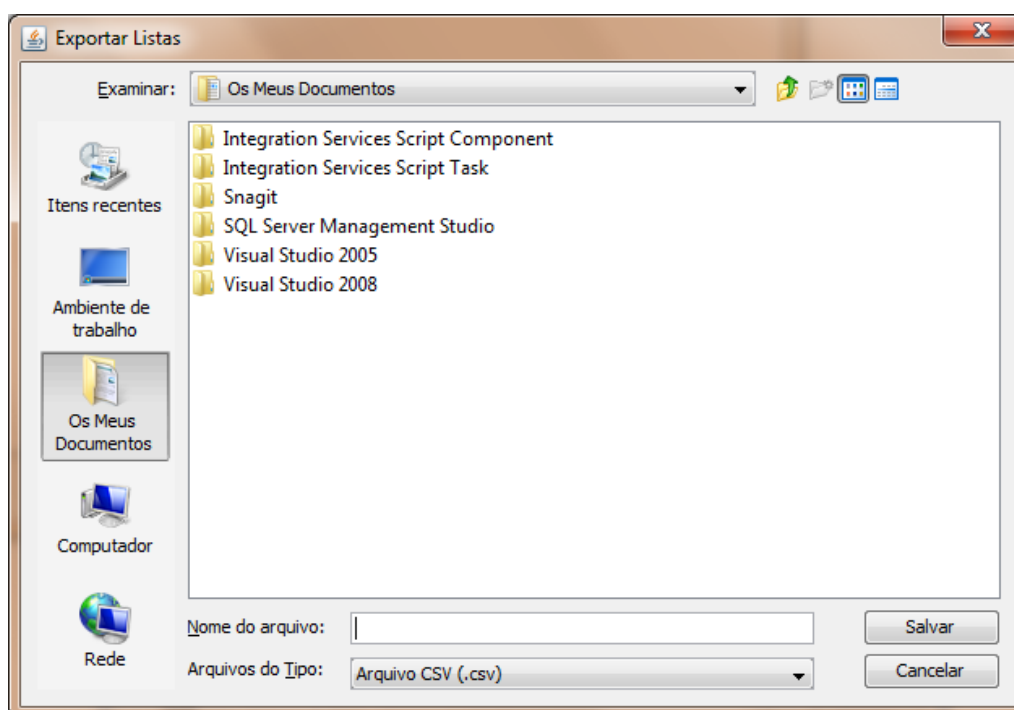 Exportar Listas
Examinar:
Os Meus Documentos
Itens recentes
Ambiente de
trabalho
Os Meus
Documentos
Computador
Rede
Integration Services Script Component
Integration Services Script Task
Snagit
SQL Server Management Studio
Visual Studio 2005
Visual Studio 2008
Nome do arquivo:
Salvar
Arquivos do Tipo:
Arquivo CSV (.csv)
Cancelar